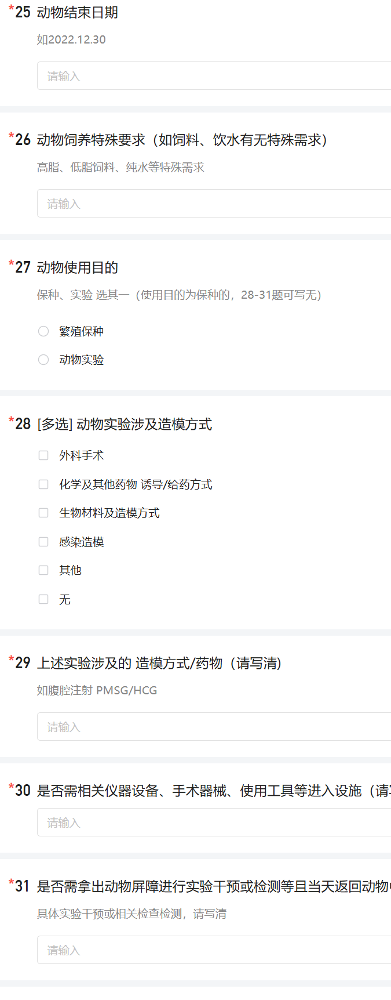 *25 动物结束日期
如2022.12.30
请输入
*26 动物饲养特殊要求（如饲料、饮水有无特殊需求）
高脂、低脂饲料、纯水等特殊需求
请输入
*27 动物使用目的
保种、实验 选其一（使用目的为保种的，28-31题可写无）
繁殖保种
动物实验
*28 [多选] 动物实验涉及造模方式
外科手术
化学及其他药物 诱导/给药方式
生物材料及造模方式
感染造模
其他
无
*29 上述实验涉及的 造模方式/药物（请写清)
如腹腔注射 PMSG/HCG
请输入
*30 是否需相关仪器设备、手术器械、使用工具等进入设施（请
请输入
*31 是否需拿出动物屏障进行实验干预或检测等且当天返回动物
具体实验干预或相关检查检测，请写清
请输入